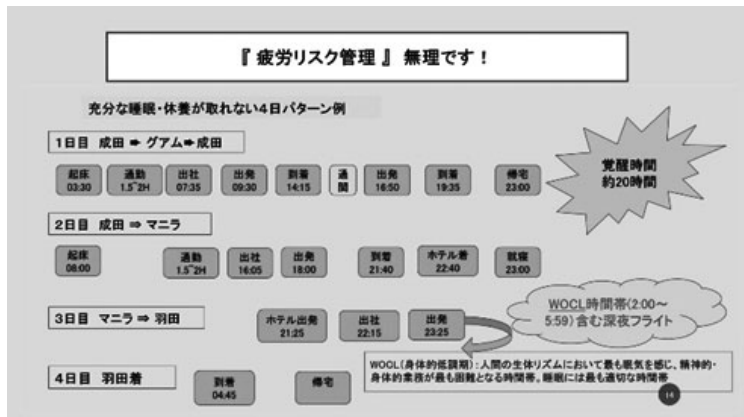 『 疲労リスク管理 』 無理です！
充分な睡眠・休養が取れない４日パターン例
１日目 成田 ➡ グアム➡ 成田
起床 通勤 出社 出発 到着 通関 出発 到着 帰宅
03:30 1.5~2H 07:35 09:30 14:15 16:50 19:35 23:00
覚醒時間
約20時間
２日目 成田 ⇒ マニラ
起床 通勤 出社 出発 到着 ホテル着 就寝
08:00 1.5~2H 16:05 18:00 21:40 22:40 23:00
３日目 マニラ ⇒ 羽田
ホテル出発 出社 出発
21:25 22:15 23:25
WOCL時間帯(2:00～
5:59)含む深夜フライト
WOCL(身体的低調期)：人間の生体リズムにおいて最も眠気を感じ、精神的・
身体的業務が最も困難となる時間帯。睡眠には最も適切な時間帯
４日目 羽田着
到着 帰宅
04:45
14